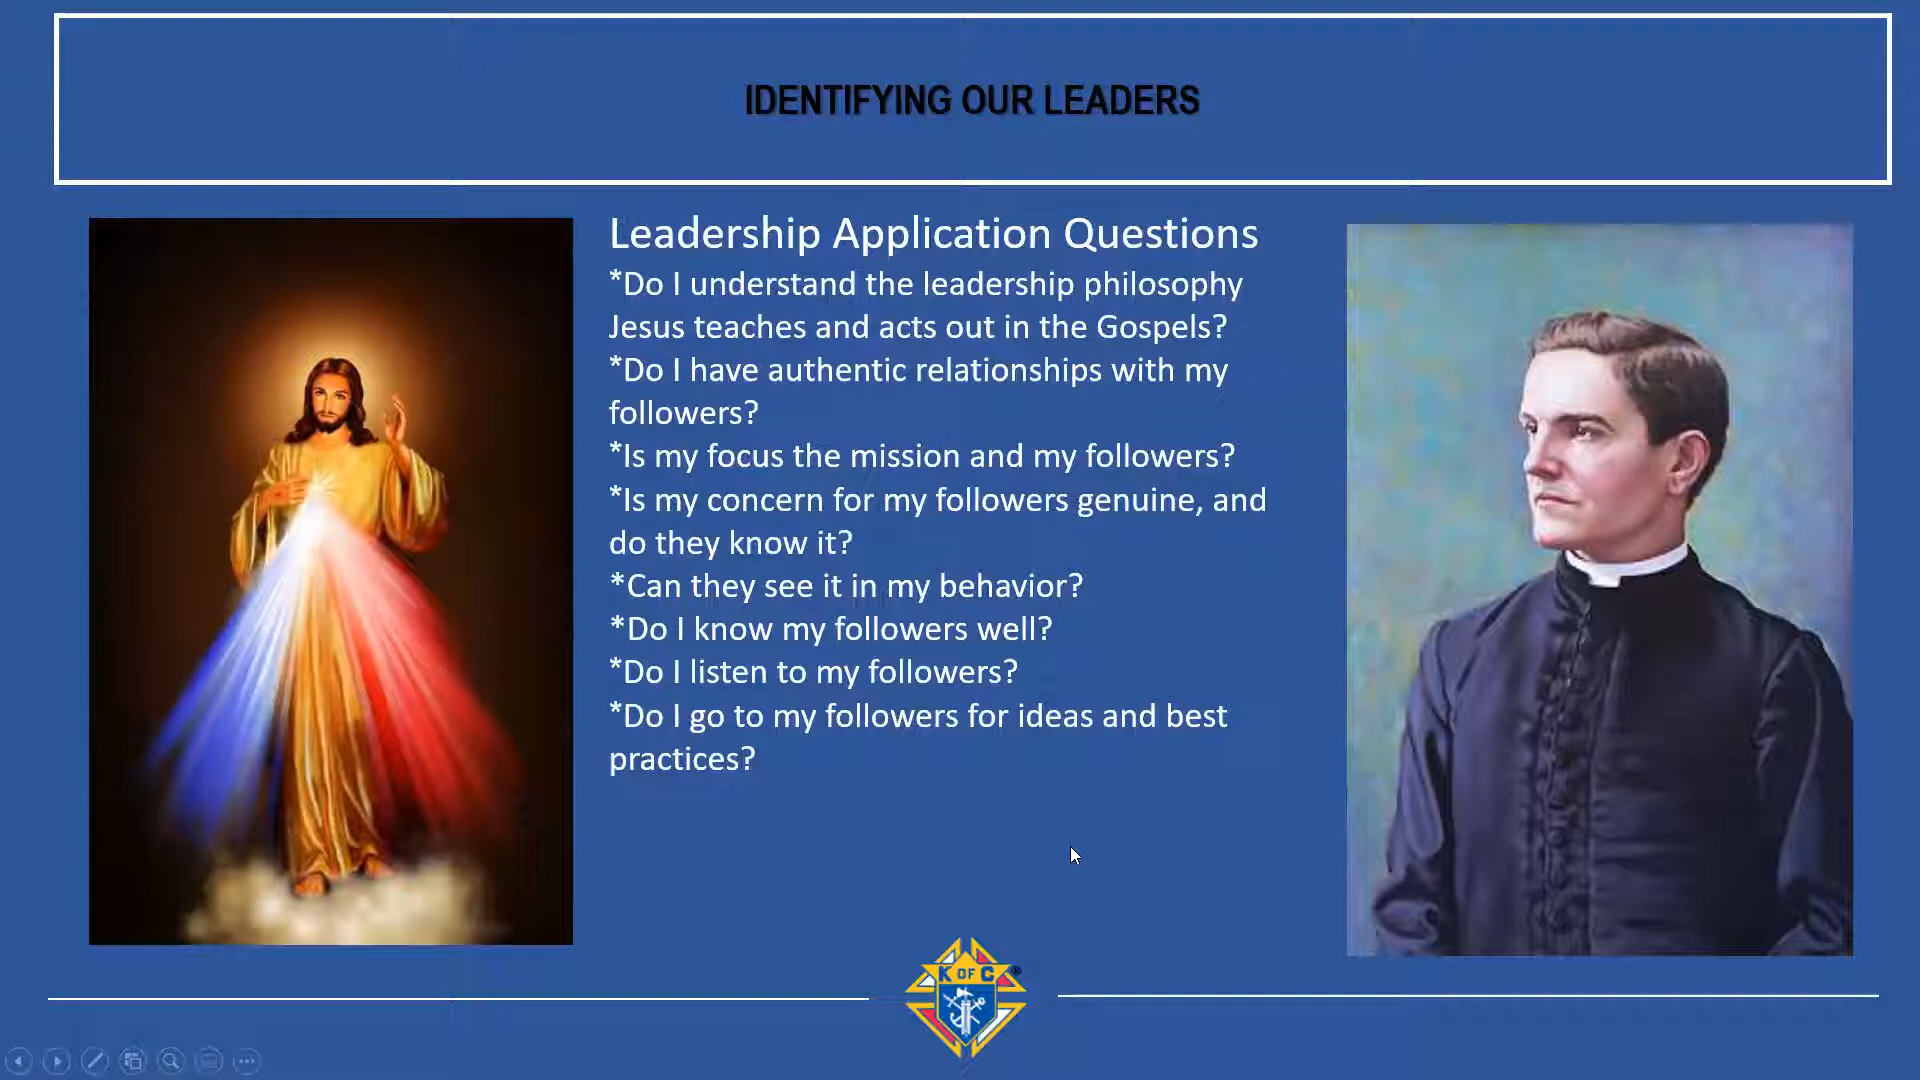 IDENTIFYING OUR LEADERS
Leadership Application Questions
*Do I understand the leadership philosophy
Jesus teaches and acts out in the Gospels?
*Do I have authentic relationships with my
followers?
*Is my focus the mission and my followers?
*Is my concern for my followers genuine, and
do they know it?
*Can they see it in my behavior?
*Do I know my followers well?
*Do I listen to my followers?
*Do I go to my followers for ideas and best
practices?
K OF C ®